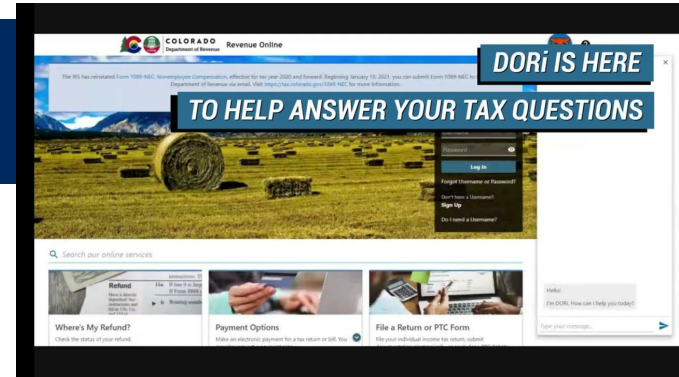 COLORADO
Department of Revenue
Revenue Online
?
DORi IS HERE
TO HELP ANSWER YOUR TAX QUESTIONS
×
The IRS has reinstated Form 1099-NEC, Nonemployee Compensation, effective for tax year 2020 and forward. Beginning January 10, 2021, you can submit Form 1099-NEC to
Department of Revenue via email. Visit https://tax.colorado.gov/1099-NEC for more information.
Password
Log In
Forgot Username or Password?
Don't have a Username?
Sign Up
Do I need a Username?
Search our online services
Refund
Where's My Refund?
Check the status of your refund.
Payment Options
Make an electronic payment for a tax return or bill. You
File a Return or PTC Form
File your individual income tax return, submit
Hello!
I'm DORi. How can I help you today?
Type your message...